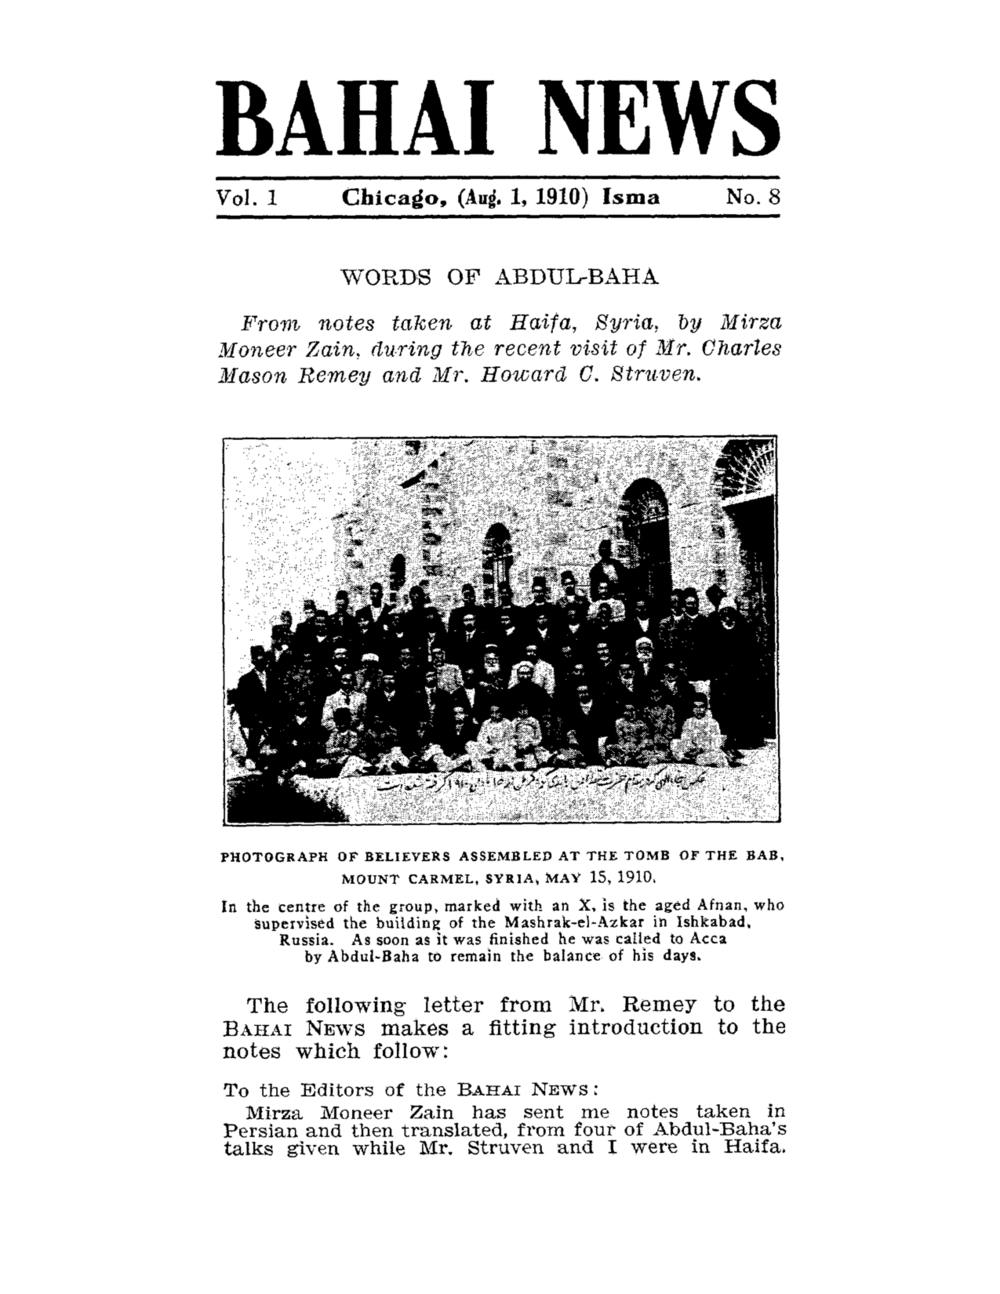 BAHAI NEWS
Vol. 1 Chicago, (Aug. 1, 1910) Isma No. 8
WORDS OF ABDUL-BAHA
From notes taken at Haifa, Syria, by Mirza
Moneer Zain, during the recent visit of Mr. Charles
Mason Remey and Mr. Howard C. Struven.
PHOTOGRAPH OF BELIEVERS ASSEMBLED AT THE TOMB OF THE BAB,
MOUNT CARMEL, SYRIA, MAY 15, 1910.
In the centre of the group, marked with an X, is the aged Afnan, who
supervised the building of the Mashrak-el-Azkar in Ishkabad,
Russia. As soon as it was finished he was called to Acca
by Abdul-Baha to remain the balance of his days.
The following letter from Mr. Remey to the
BAHAI NEWS makes a fitting introduction to the
notes which follow:
To the Editors of the BAHAI NEWS:
Mirza Moneer Zain has sent me notes taken in
Persian and then translated, from four of Abdul-Baha's
talks given while Mr. Struven and I were in Haifa.